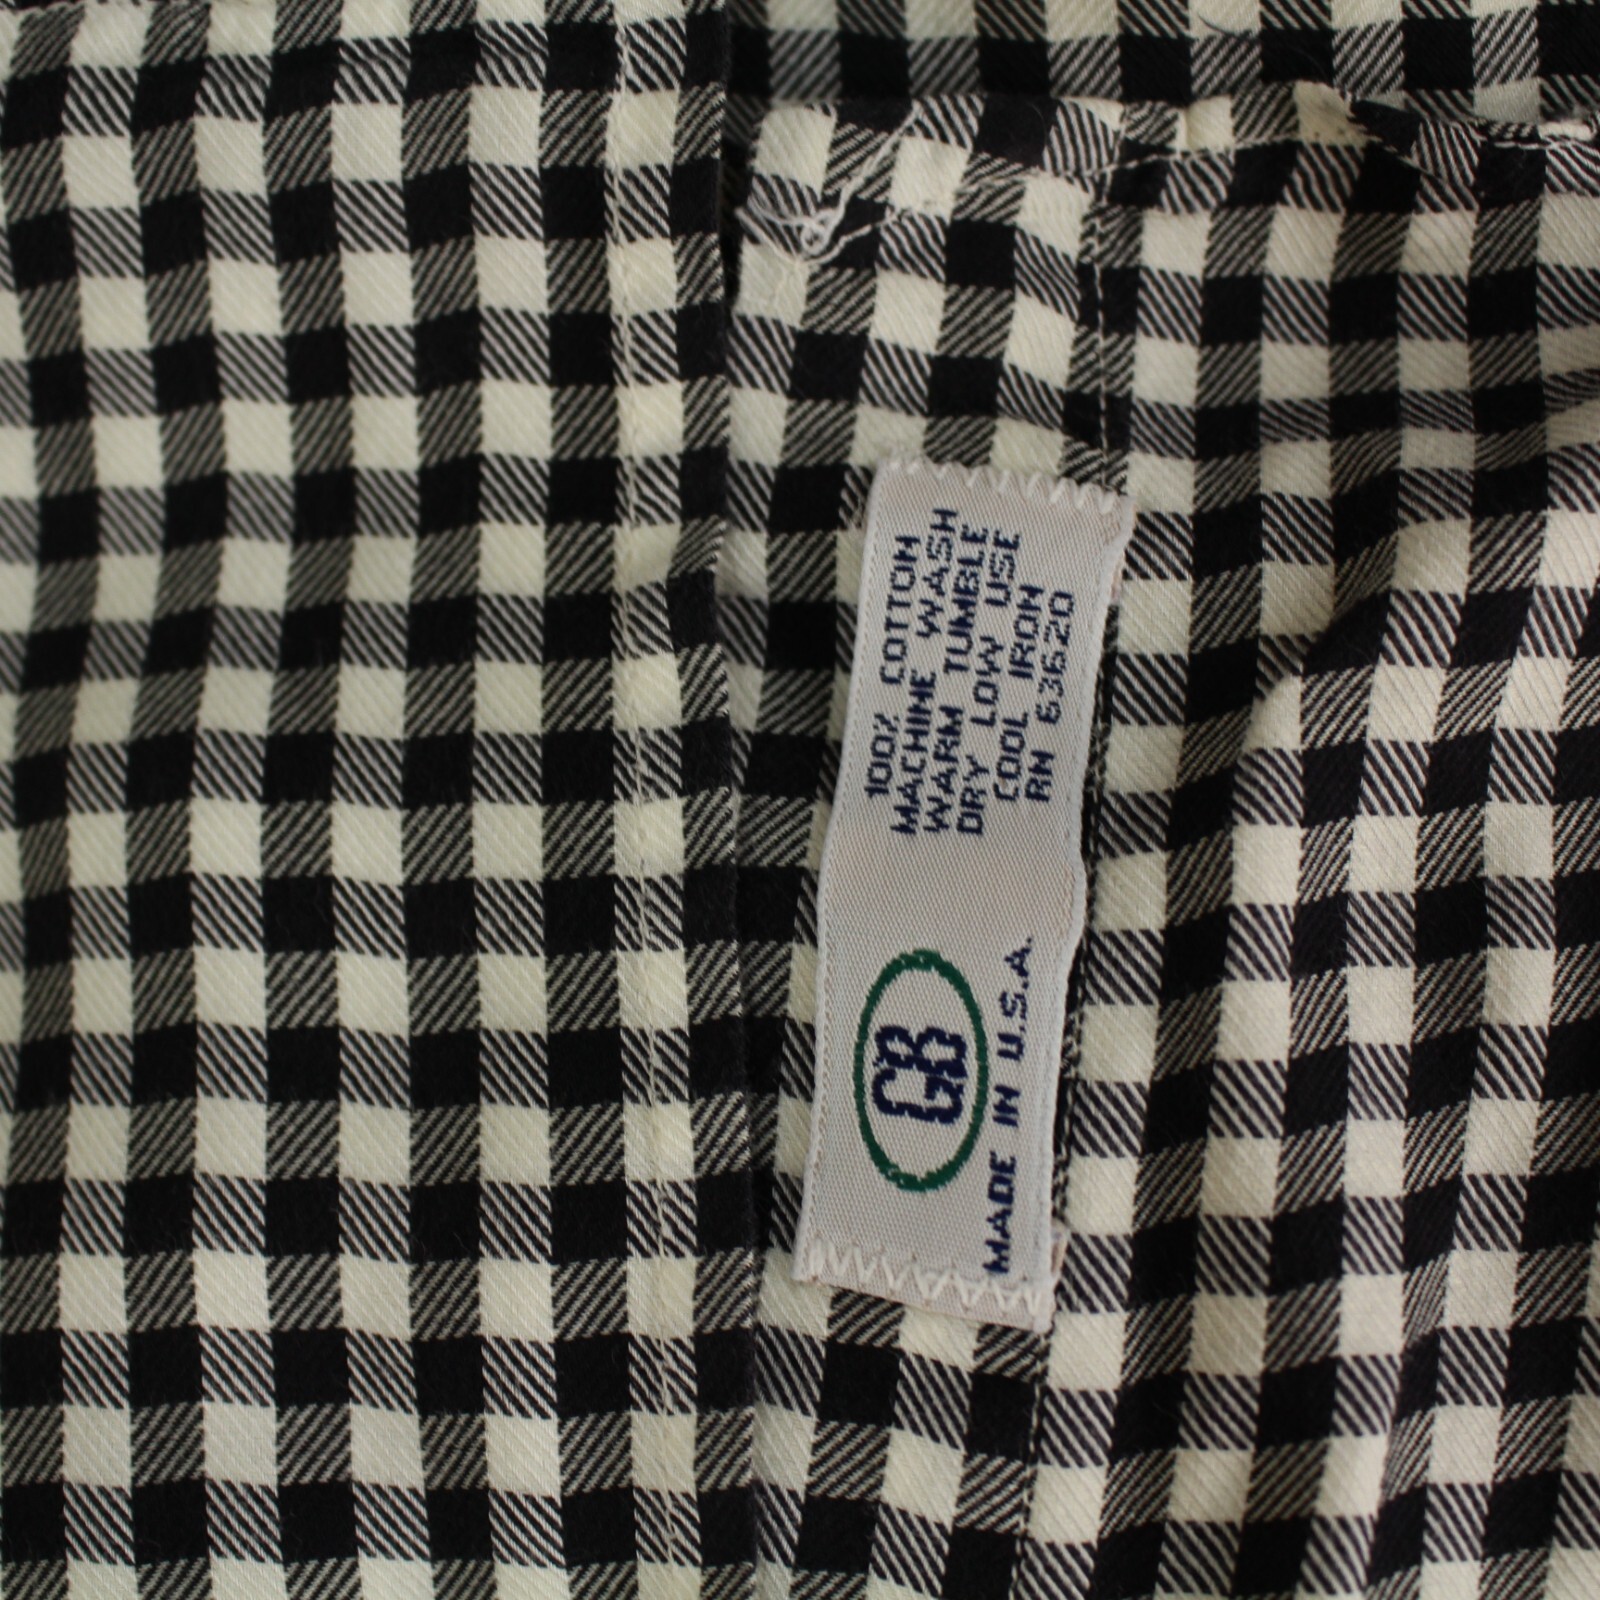 100% COTTON
MACHINE WASH
WARM TUMBLE
DRY LOW USE
COOL IRON
RN 63620
GB
MADE IN U.S.A.